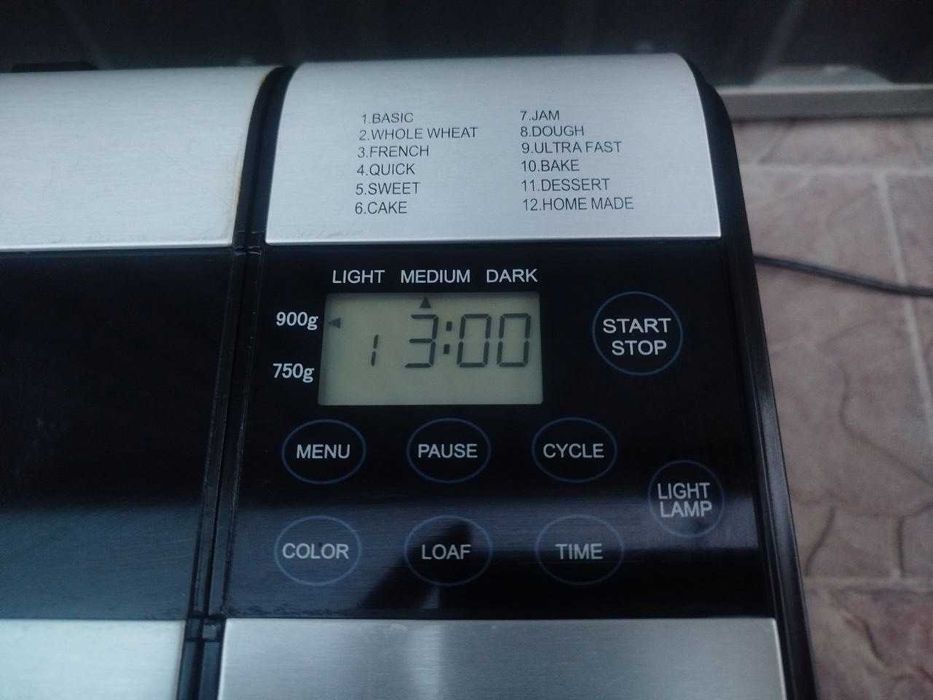 1.BASIC
2.WHOLE WHEAT
3.FRENCH
4.QUICK
5.SWEET
6.CAKE
7.JAM
8.DOUGH
9.ULTRA FAST
10.BAKE
11.DESSERT
12.HOME MADE
LIGHT MEDIUM DARK
900g
750g
1 3:00
START
STOP
MENU PAUSE CYCLE
LIGHT
LAMP
COLOR LOAF TIME